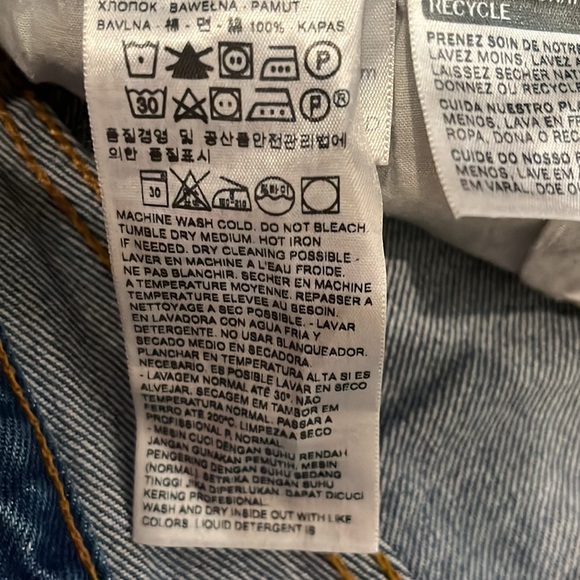 ХЛОПОК · BAWEŁNA · PAMUT
BAVLNA · 棉 · 면 · 綿 100% KAPAS
P
30 P®
품질경영 및 공산품안전관리법에
의한 품질표시
30
MACHINE WASH COLD. DO NOT BLEACH.
TUMBLE DRY MEDIUM. HOT IRON
IF NEEDED. DRY CLEANING POSSIBLE -
LAVER EN MACHINE A L'EAU FROIDE.
NE PAS BLANCHIR. SECHER EN MACHINE
A TEMPERATURE MOYENNE. REPASSER A
TEMPERATURE ELEVEE AU BESOIN.
NETTOYAGE A SEC POSSIBLE. - LAVAR
EN LAVADORA CON AGUA FRIA Y
DETERGENTE. NO USAR BLANQUEADOR.
SECADO MEDIO EN SECADORA.
PLANCHAR EN TEMPERATURA ALTA SI ES
NECESARIO. ES POSIBLE LAVAR EN SECO
- LAVAGEM NORMAL ATÉ 30°. NÃO
ALVEJAR. SECAGEM EM TAMBOR EM
TEMPERATURA NORMAL. PASSAR A
FERRO ATÉ 200°C. LIMPEZA A SECO
PROFISSIONAL P, NORMAL.
- MESIN CUCI DENGAN SUHU RENDAH
JANGAN GUNAKAN PEMUTIH. MESIN
PENGERING DENGAN SUHU SEDANG
(NORMAL). SETRIKA DENGAN SUHU
TINGGI JIKA DIPERLUKAN. DAPAT DICUCI
KERING PROFESIONAL.
WASH AND DRY INSIDE OUT WITH LIKE
COLORS. LIQUID DETERGENT IS
RECYCLE
PRENEZ SOIN DE NOTRE
LAVEZ MOINS, LAVEZ A
LAISSEZ SECHER NAT
DONNEZ OU RECYCLE
CUIDA NUESTRO PL
MENOS, LAVA EN F
ROPA, DONA O REC
CUIDE DO NOSSO
MENOS, LAVE EM
EM VARAL, DOE O